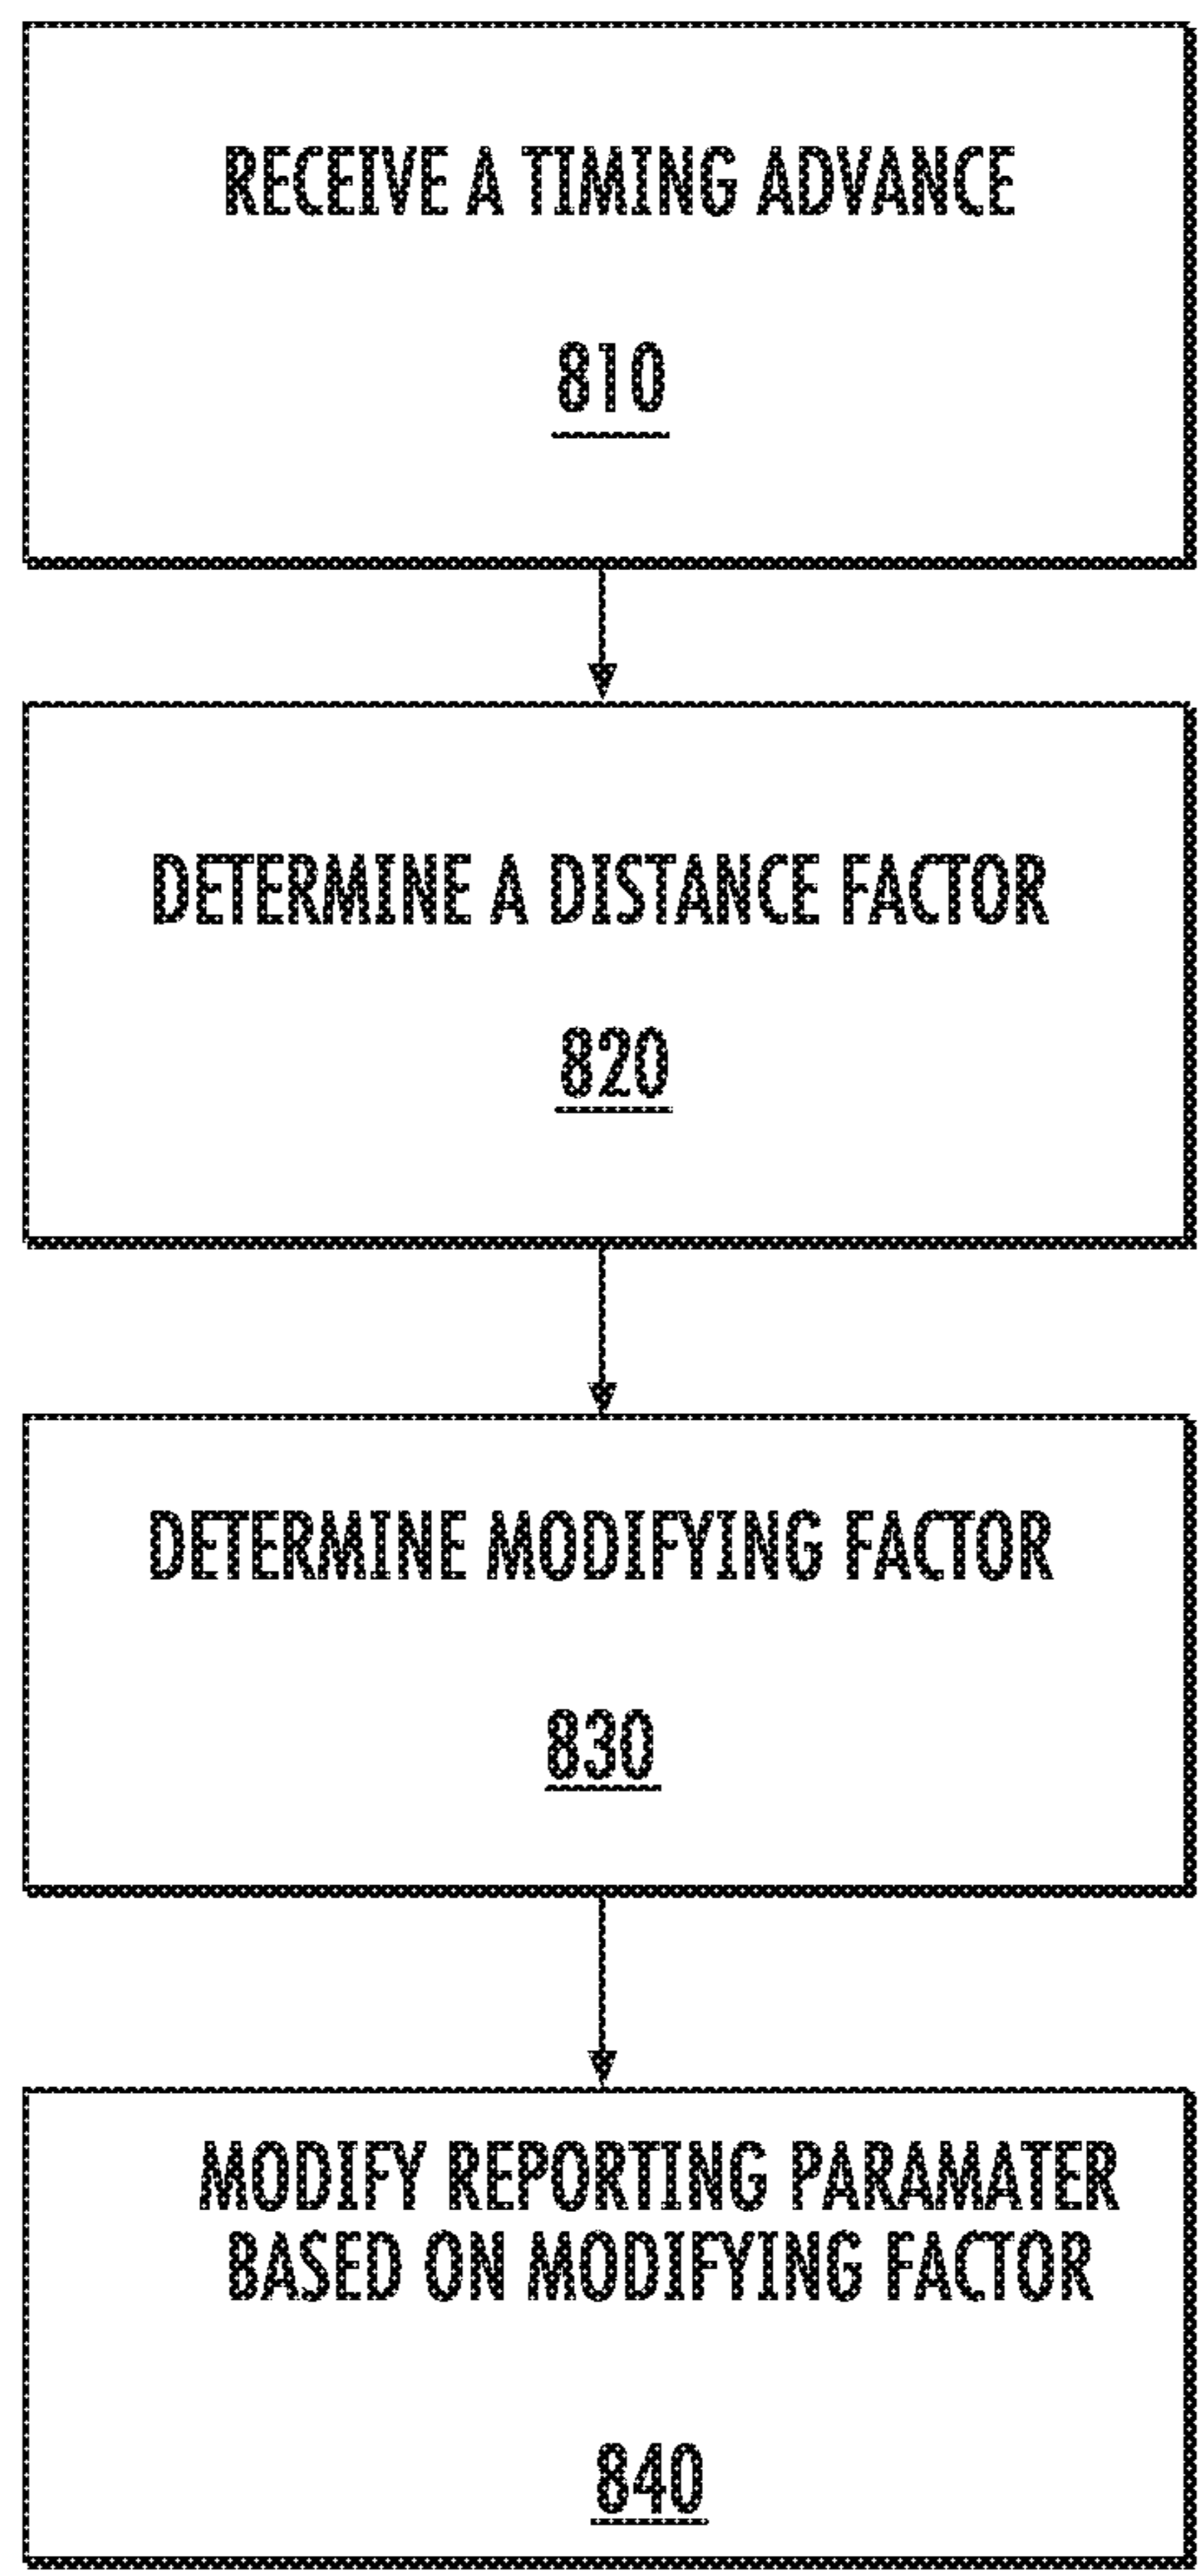 RECEIVE A TIMING ADVANCE
810
DETERMINE A DISTANCE FACTOR
820
DETERMINE MODIFYING FACTOR
830
MODIFY REPORTING PARAMATER
BASED ON MODIFYING FACTOR
840